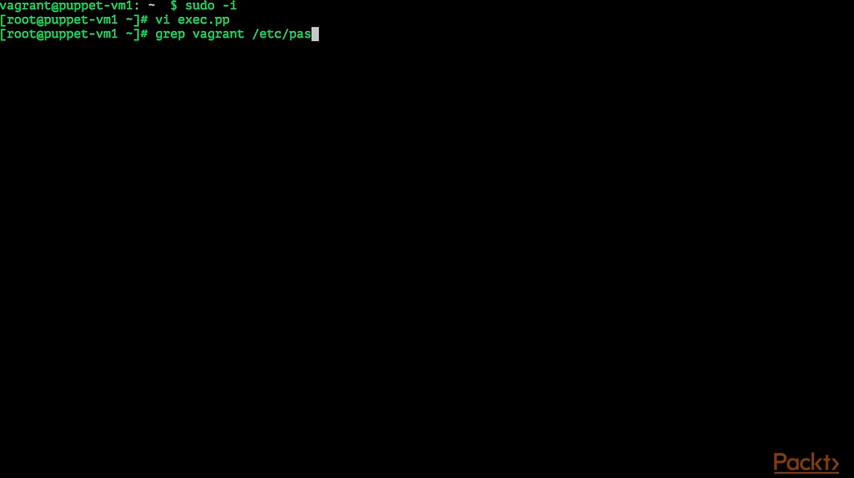 vagrant@puppet-vm1: ~  $ sudo -i
[root@puppet-vm1 ~]# vi exec.pp
[root@puppet-vm1 ~]# grep vagrant /etc/pas
Packt>